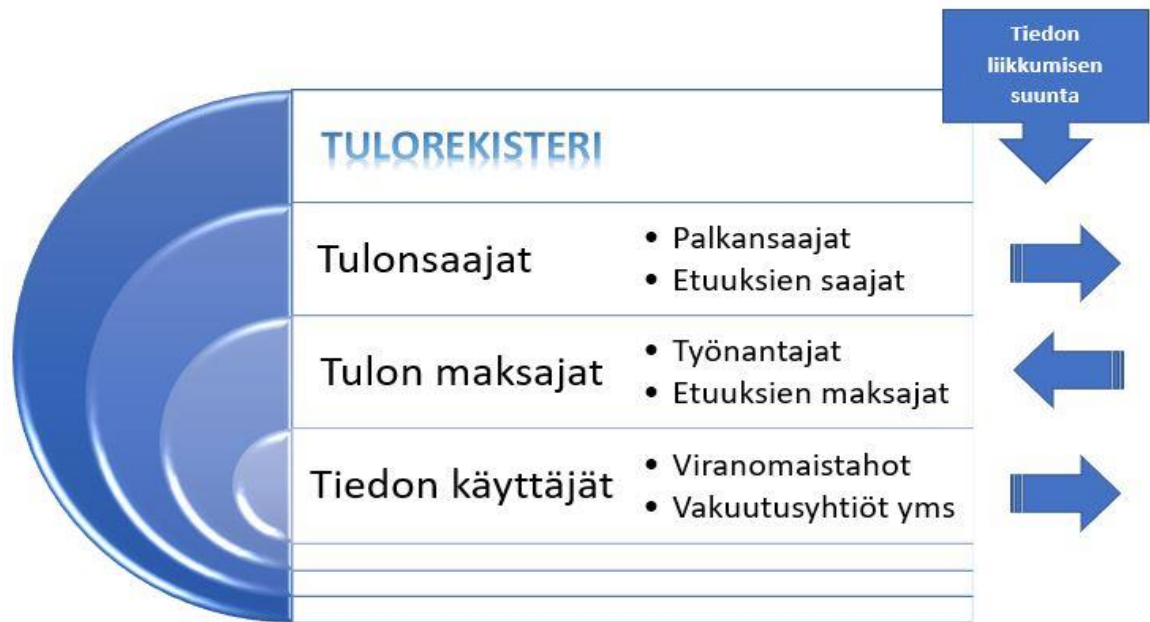 Tiedon
liikkumisen
suunta
TULOREKISTERI
Tulonsaajat
• Palkansaajat
• Etuuksien saajat
Tulon maksajat
• Työnantajat
• Etuuksien maksajat
Tiedon käyttäjät
• Viranomaistahot
• Vakuutusyhtiöt yms